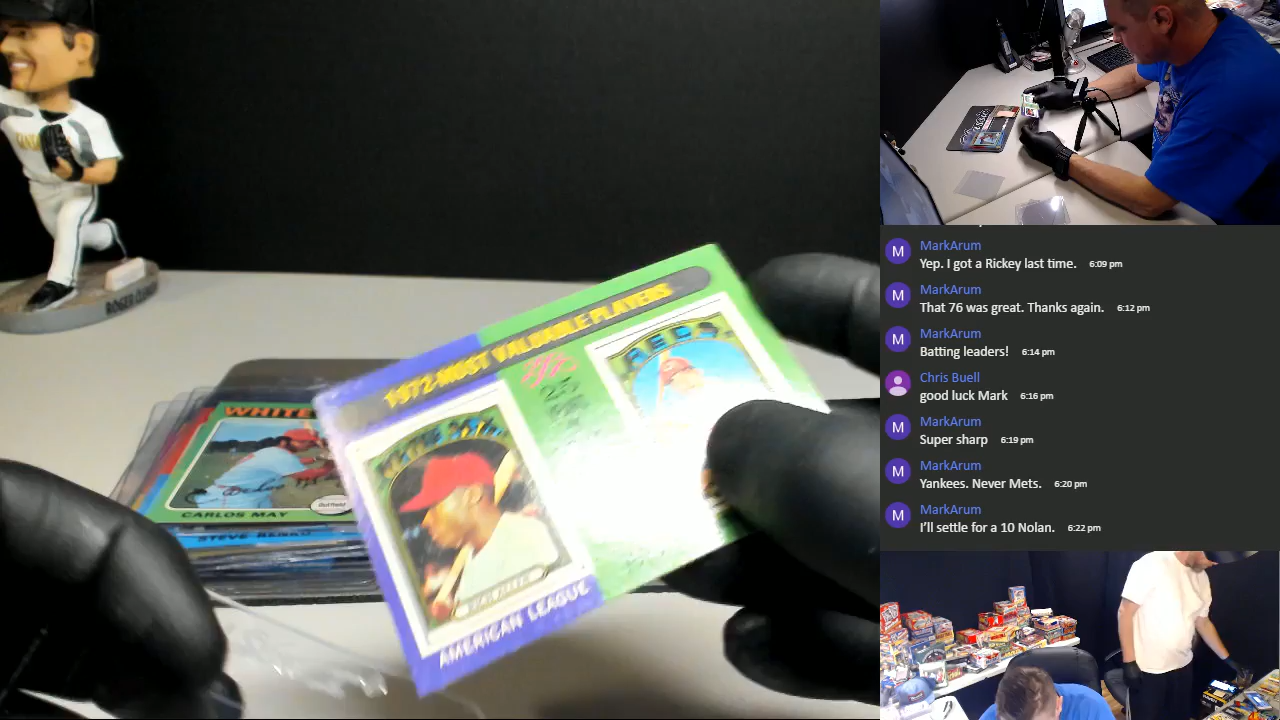 1972-MOST VALUABLE PLAYERS
REDS
AMERICAN LEAGUE
WHITE
CARLOS MAY
Outfield
STEVE RENKO
MarkArum
Yep. I got a Rickey last time. 6:09 pm
MarkArum
That 76 was great. Thanks again. 6:12 pm
MarkArum
Batting leaders! 6:14 pm
Chris Buell
good luck Mark 6:16 pm
MarkArum
Super sharp 6:19 pm
MarkArum
Yankees. Never Mets. 6:20 pm
MarkArum
I'll settle for a 10 Nolan. 6:22 pm
M
M
M
M
M
M